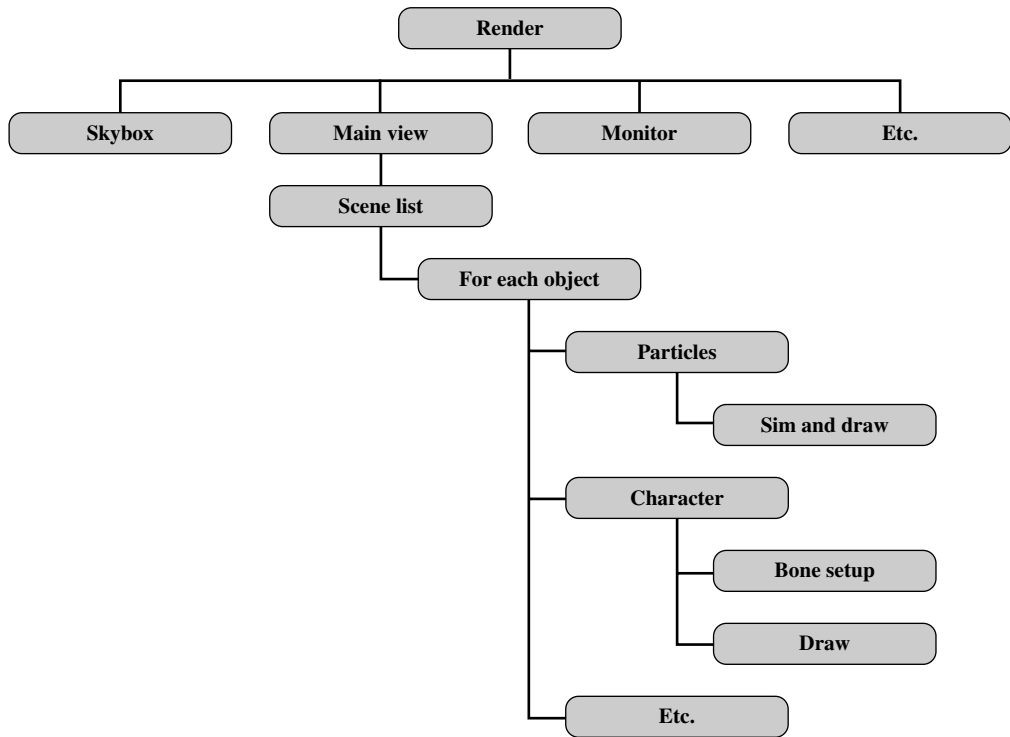 Render
Skybox
Main view
Monitor
Etc.
Scene list
For each object
Particles
Sim and draw
Character
Bone setup
Draw
Etc.